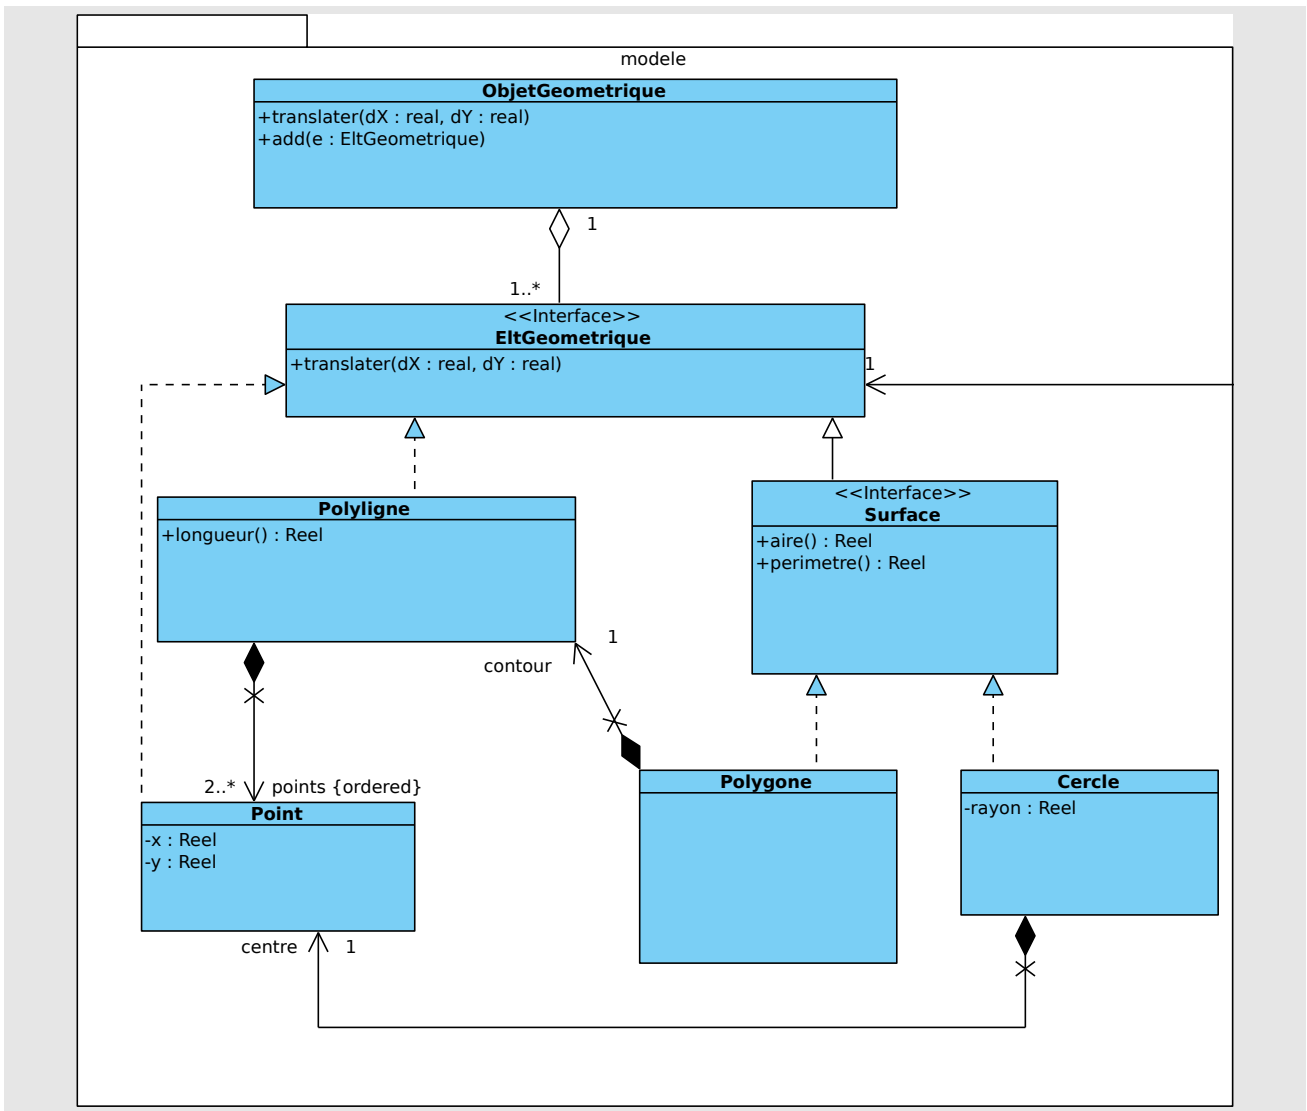 modele
ObjetGeometrique
+translater(dX : real, dY : real)
+add(e : EltGeometrique)
1
1..*
<<Interface>>
EltGeometrique
+translater(dX : real, dY : real)
1
Polyligne
+longueur() : Reel
<<Interface>>
Surface
+aire() : Reel
+perimetre() : Reel
1
contour
2..*
points {ordered}
Point
-x : Reel
-y : Reel
Polygone
Cercle
-rayon : Reel
centre
1